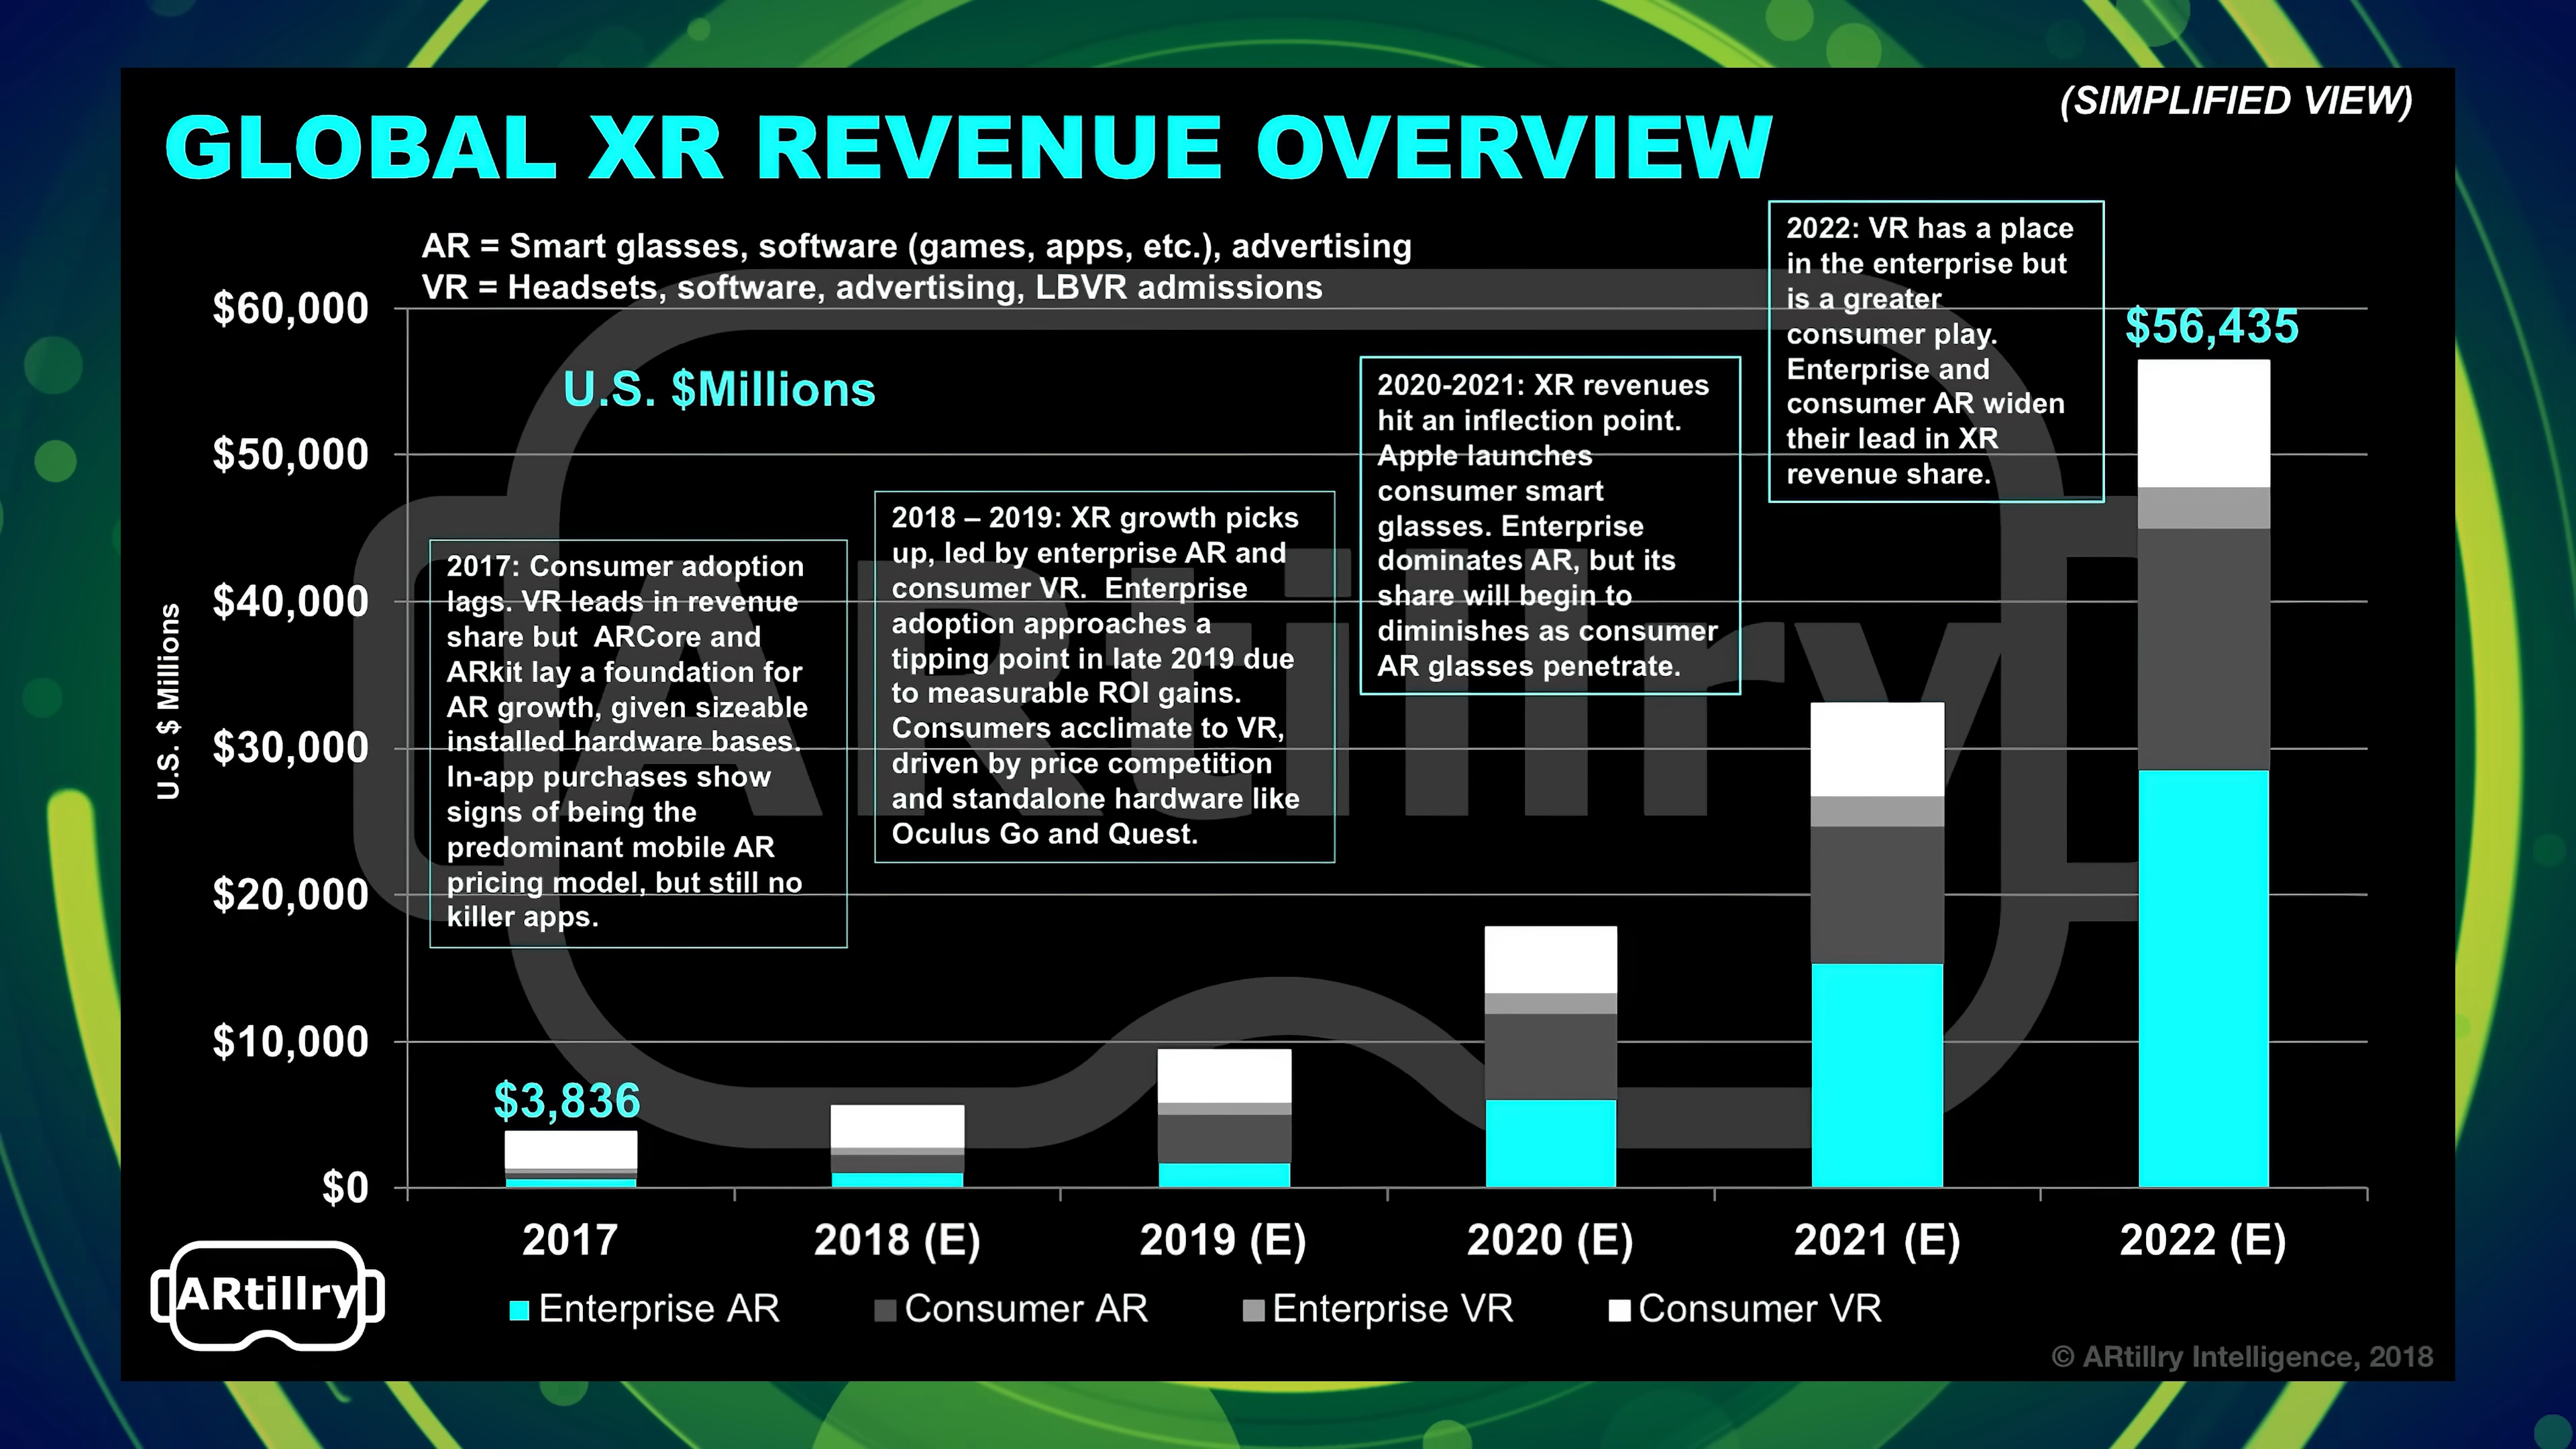 (SIMPLIFIED VIEW)
GLOBAL XR REVENUE OVERVIEW
AR = Smart glasses, software (games, apps, etc.), advertising
VR = Headsets, software, advertising, LBVR admissions
U.S. $Millions
U.S. $ Millions
$60,000
$50,000
$40,000
$30,000
$20,000
$10,000
$0
2017: Consumer adoption
lags. VR leads in revenue
share but  ARCore and
ARkit lay a foundation for
AR growth, given sizeable
installed hardware bases.
In-app purchases show
signs of being the
predominant mobile AR
pricing model, but still no
killer apps.
2018 – 2019: XR growth picks
up, led by enterprise AR and
consumer VR.  Enterprise
adoption approaches a
tipping point in late 2019 due
to measurable ROI gains.
Consumers acclimate to VR,
driven by price competition
and standalone hardware like
Oculus Go and Quest.
2020-2021: XR revenues
hit an inflection point.
Apple launches
consumer smart
glasses. Enterprise
dominates AR, but its
share will begin to
diminishes as consumer
AR glasses penetrate.
2022: VR has a place
in the enterprise but
is a greater
consumer play.
Enterprise and
consumer AR widen
their lead in XR
revenue share.
$3,836
$56,435
ARtillry
2017
2018 (E)
2019 (E)
2020 (E)
2021 (E)
2022 (E)
Enterprise AR
Consumer AR
Enterprise VR
Consumer VR
ARtillry
© ARtillry Intelligence, 2018